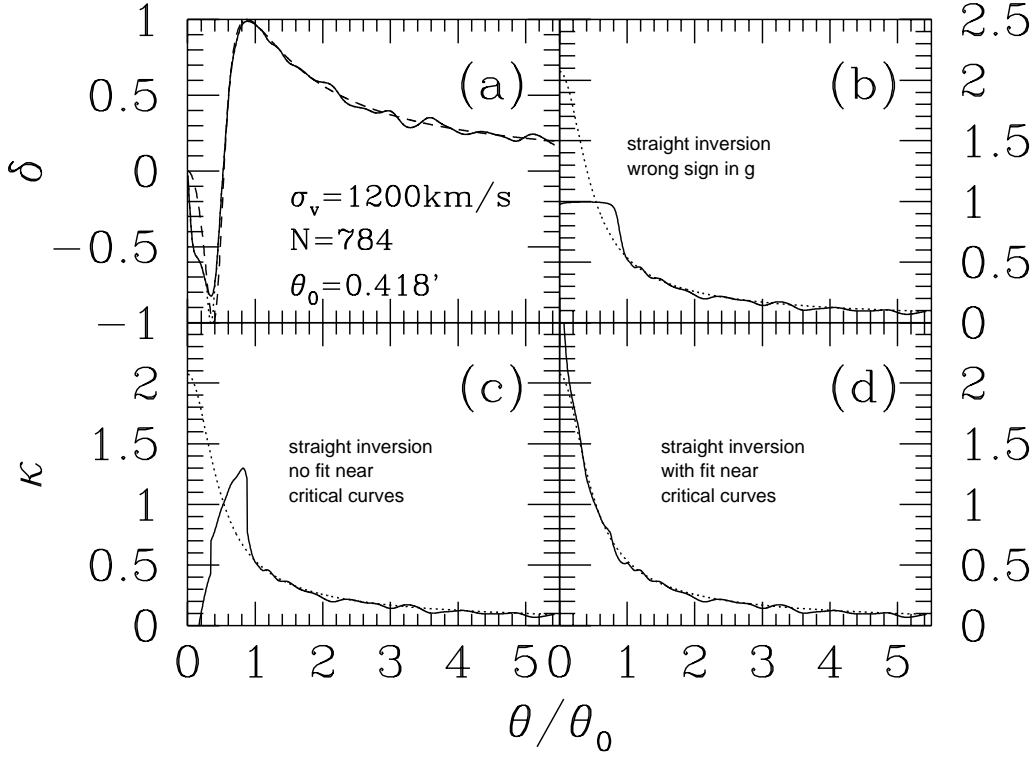 1
0.5
0
−0.5
−1
δ
(a)
σv=1200km/s
N=784
θ0=0.418'
2.5
2
1.5
1
0.5
0
(b)
straight inversion
wrong sign in g
2
1.5
1
0.5
0
κ
(c)
straight inversion
no fit near
critical curves
2
1.5
1
0.5
0
(d)
straight inversion
with fit near
critical curves
0 1 2 3 4 5
0 1 2 3 4 5
θ/θ0